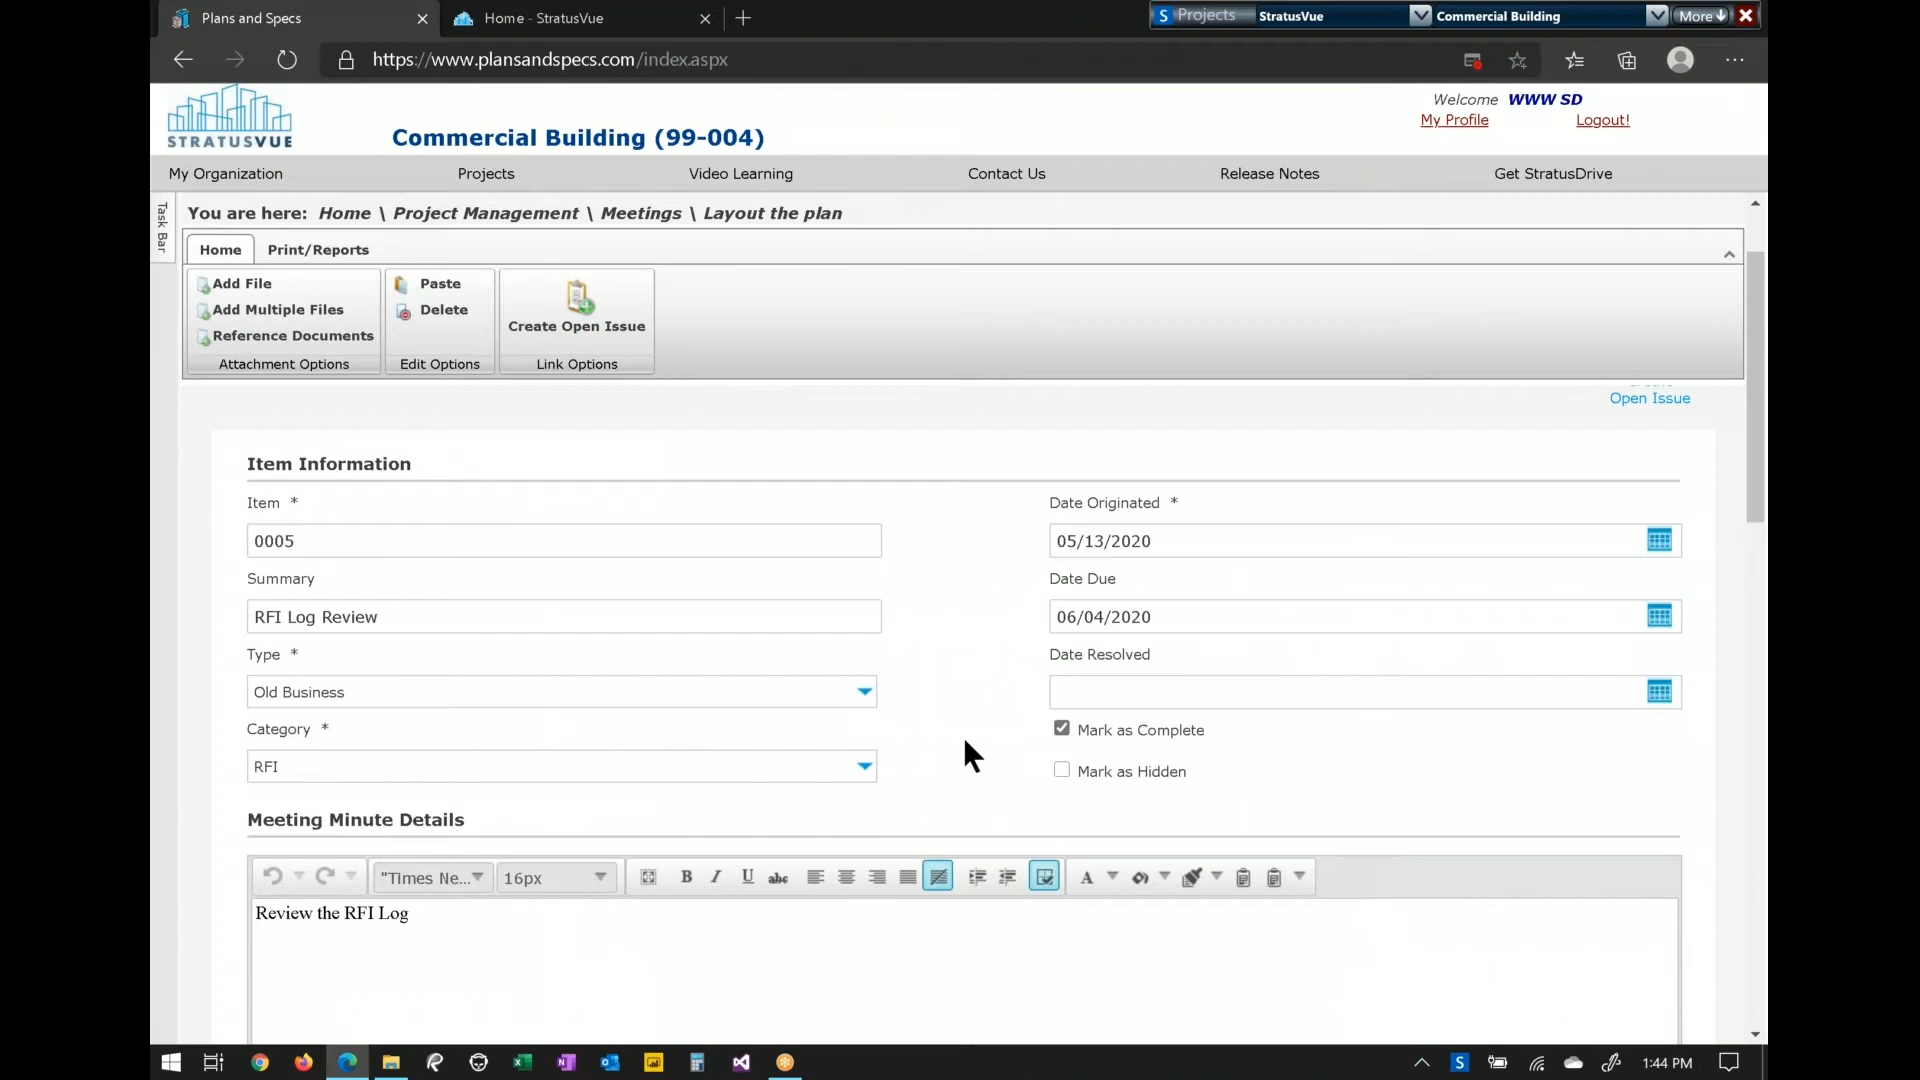 Plans and Specs
Home - StratusVue
S Projects StratusVue Commercial Building More
https://www.plansandspecs.com/index.aspx
STRATUSVUE
Commercial Building (99-004)
Welcome WWW SD
My Profile Logout!
My Organization Projects Video Learning Contact Us Release Notes Get StratusDrive
Task Bar
You are here: Home \ Project Management \ Meetings \ Layout the plan
Home Print/Reports
Add File
Add Multiple Files
Reference Documents
Attachment Options
Paste
Delete
Edit Options
Create Open Issue
Link Options
Open Issue
Item Information
Item *
0005
Summary
RFI Log Review
Type *
Old Business
Category *
RFI
Date Originated *
05/13/2020
Date Due
06/04/2020
Date Resolved
Mark as Complete
Mark as Hidden
Meeting Minute Details
"Times Ne... 16px B I U abc A
Review the RFI Log
S 1:44 PM